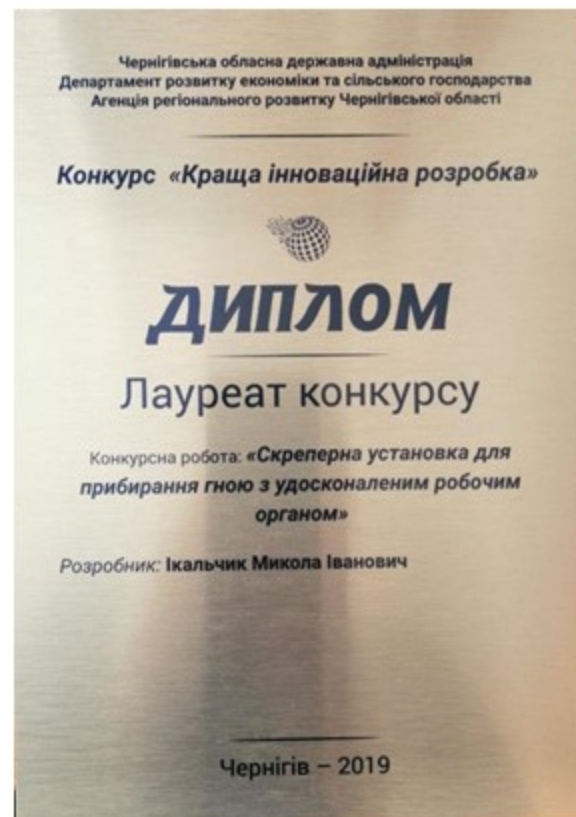 Чернігівська обласна державна адміністрація
Департамент розвитку економіки та сільського господарства
Агенція регіонального розвитку Чернігівської області
Конкурс «Краща інноваційна розробка»
ДИПЛОМ
Лауреат конкурсу
Конкурсна робота: «Скреперна установка для
прибирання гною з удосконаленим робочим
органом»
Розробник: Ікальчик Микола Іванович
Чернігів – 2019